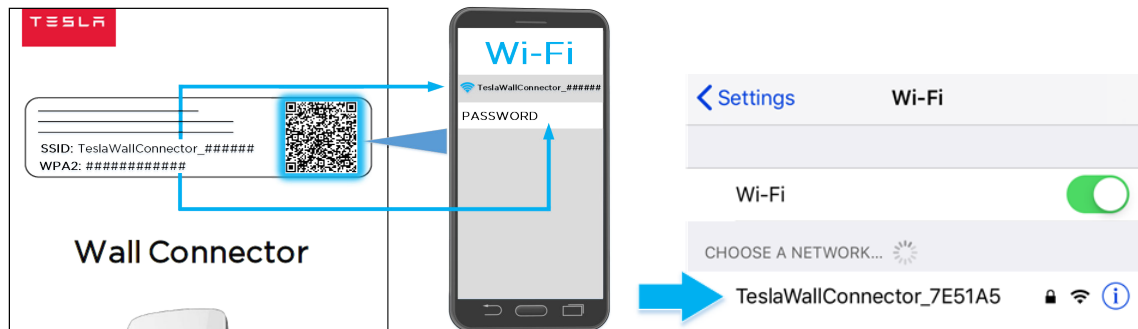 TESLA
SSID: TeslaWallConnector_######
WPA2: ############
Wall Connector
Wi-Fi
TeslaWallConnector_######
PASSWORD
Settings
Wi-Fi
Wi-Fi
CHOOSE A NETWORK...
TeslaWallConnector_7E51A5